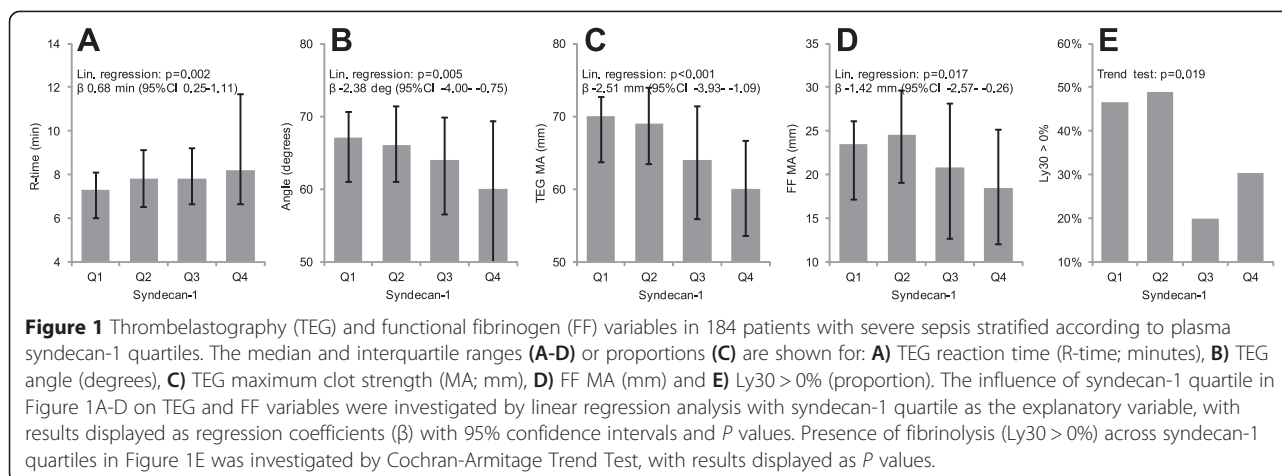 A
14
12
10
8
6
4
Lin. regression: p=0.002
β 0.68 min (95%CI 0.25-1.11)
R-time (min)
Q1 Q2 Q3 Q4
Syndecan-1
B
80
70
60
50
Lin. regression: p=0.005
β -2.38 deg (95%CI -4.00- -0.75)
Angle (degrees)
Q1 Q2 Q3 Q4
Syndecan-1
C
80
70
60
50
Lin. regression: p<0.001
β -2.51 mm (95%CI -3.93- -1.09)
TEG MA (mm)
Q1 Q2 Q3 Q4
Syndecan-1
D
35
30
25
20
15
10
Lin. regression: p=0.017
β -1.42 mm (95%CI -2.57- -0.26)
FF MA (mm)
Q1 Q2 Q3 Q4
Syndecan-1
E
60%
50%
40%
30%
20%
10%
Trend test: p=0.019
Ly30 > 0%
Q1 Q2 Q3 Q4
Syndecan-1
Figure 1 Thrombelastography (TEG) and functional fibrinogen (FF) variables in 184 patients with severe sepsis stratified according to plasma
syndecan-1 quartiles. The median and interquartile ranges (A-D) or proportions (C) are shown for: A) TEG reaction time (R-time; minutes), B) TEG
angle (degrees), C) TEG maximum clot strength (MA; mm), D) FF MA (mm) and E) Ly30 > 0% (proportion). The influence of syndecan-1 quartile in
Figure 1A-D on TEG and FF variables were investigated by linear regression analysis with syndecan-1 quartile as the explanatory variable, with
results displayed as regression coefficients (β) with 95% confidence intervals and P values. Presence of fibrinolysis (Ly30 > 0%) across syndecan-1
quartiles in Figure 1E was investigated by Cochran-Armitage Trend Test, with results displayed as P values.